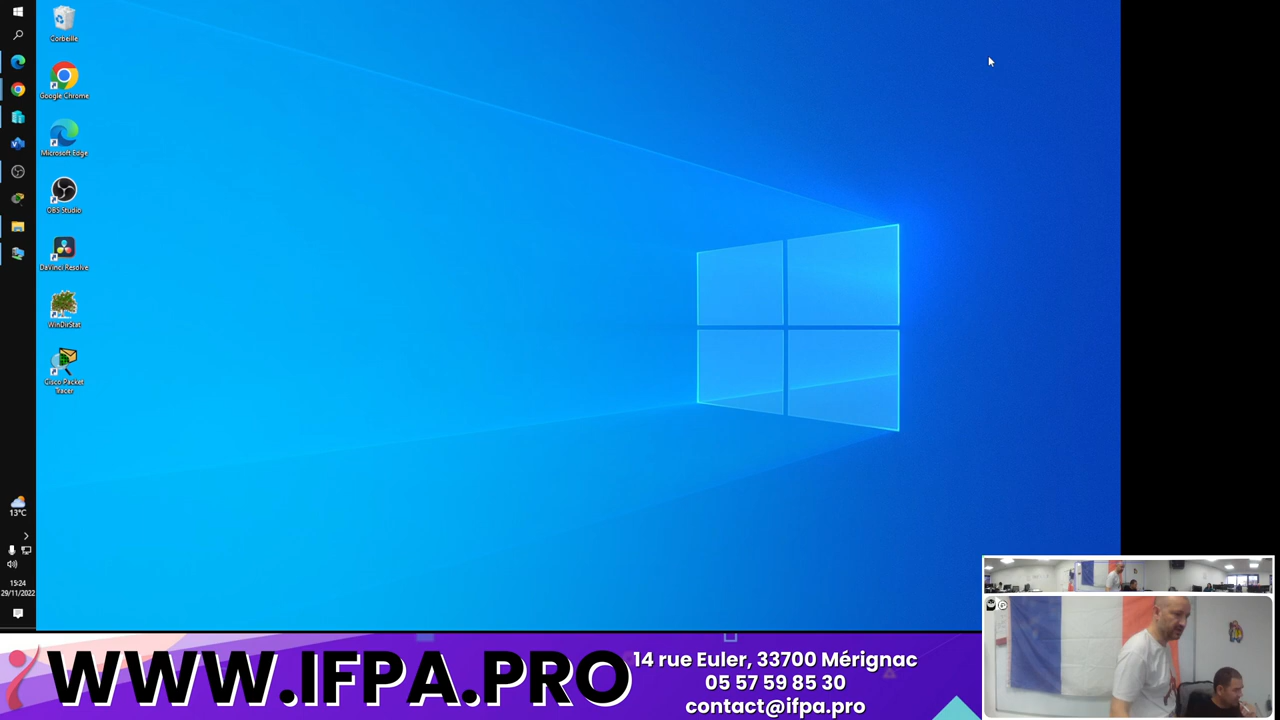 Corbeille
Google Chrome
Microsoft Edge
OBS Studio
DaVinci Resolve
WinDirStat
Cisco Packet
Tracer
13°C
15:24
29/11/2022
WWW.IFPA.PRO
14 rue Euler, 33700 Mérignac
05 57 59 85 30
contact@ifpa.pro